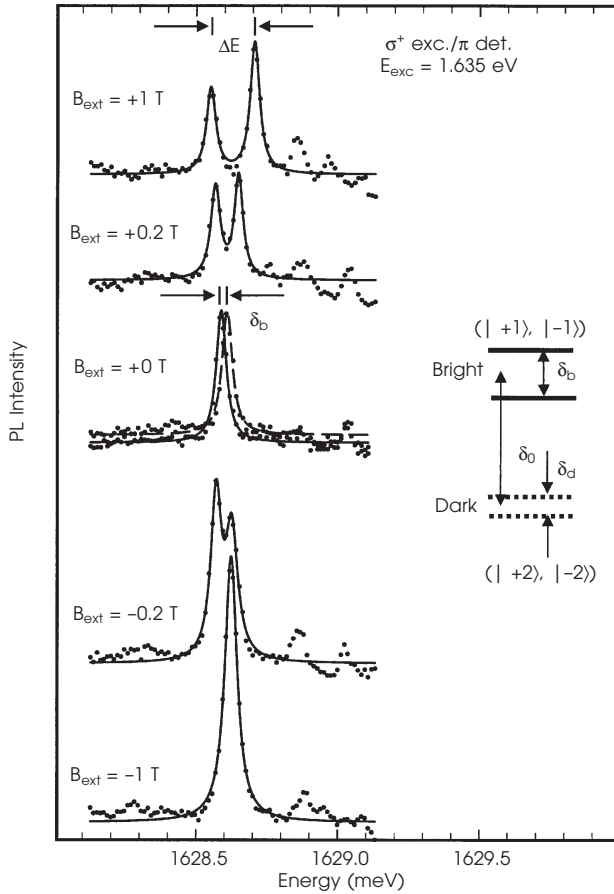 ΔE
σ⁺ exc./π det.
E_exc = 1.635 eV
B_ext = +1 T
B_ext = +0.2 T
δ_b
B_ext = +0 T
PL Intensity
(| +1⟩, |−1⟩)
Bright
δ_b
δ_0
δ_d
Dark
(| +2⟩, |−2⟩)
B_ext = −0.2 T
B_ext = −1 T
1628.5 1629.0 1629.5
Energy (meV)